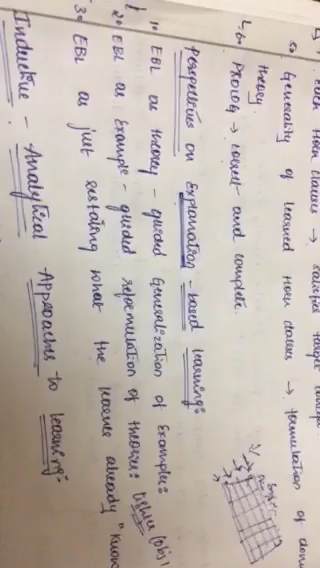 each Horn clauses → satisfies target concept
Generality of learned Horn clauses → formulation of domain
theory.
PROLOG → correct and complete.
Perspectives on Explanation-based learning:
1. EBL as theory-guided Generalization of Examples:
2. EBL as Example-guided reformulation of theories:
3. EBL as just restating what the learner already "know
Inductive - Analytical Approaches to Learning: